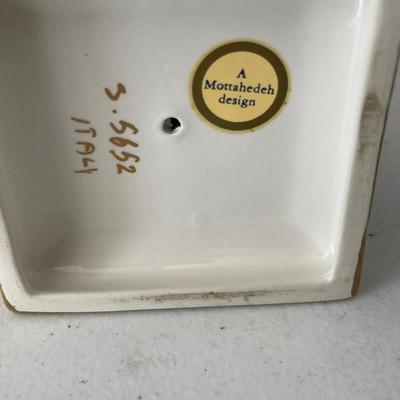 A
Mottahedeh
design
S. 5652
ITALY